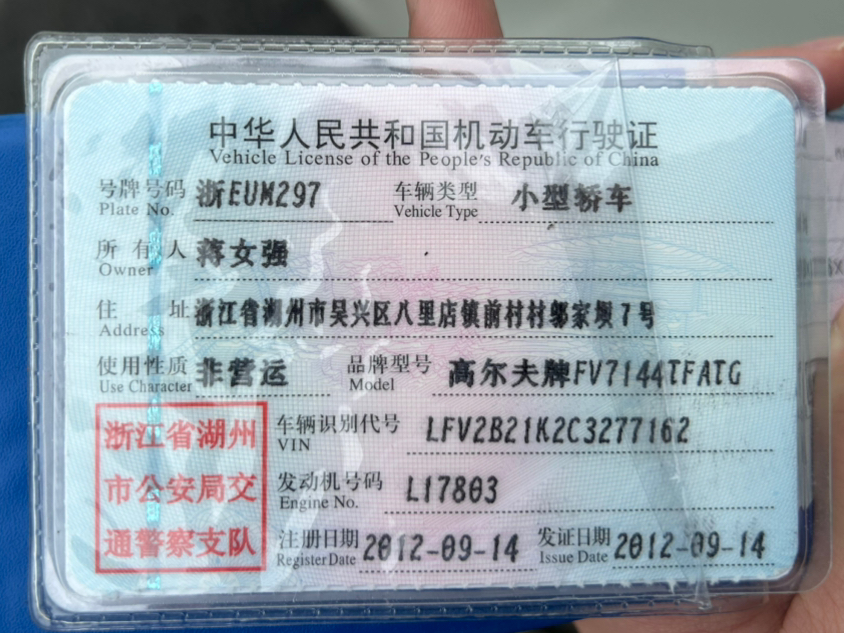 中华人民共和国机动车行驶证
Vehicle License of the People's Republic of China
号牌号码 浙EUM297 车辆类型 小型轿车
Plate No. Vehicle Type
所有人 蒋女强
Owner
住址 浙江省湖州市吴兴区八里店镇前村村邹家坝7号
Address
使用性质 非营运 品牌型号 高尔夫牌FV7144TFATG
Use Character Model
浙江省湖州
市公安局交
通警察支队
车辆识别代号 LFV2B21K2C3277162
VIN
发动机号码 L17803
Engine No.
注册日期 2012-09-14 发证日期 2012-09-14
Register Date Issue Date